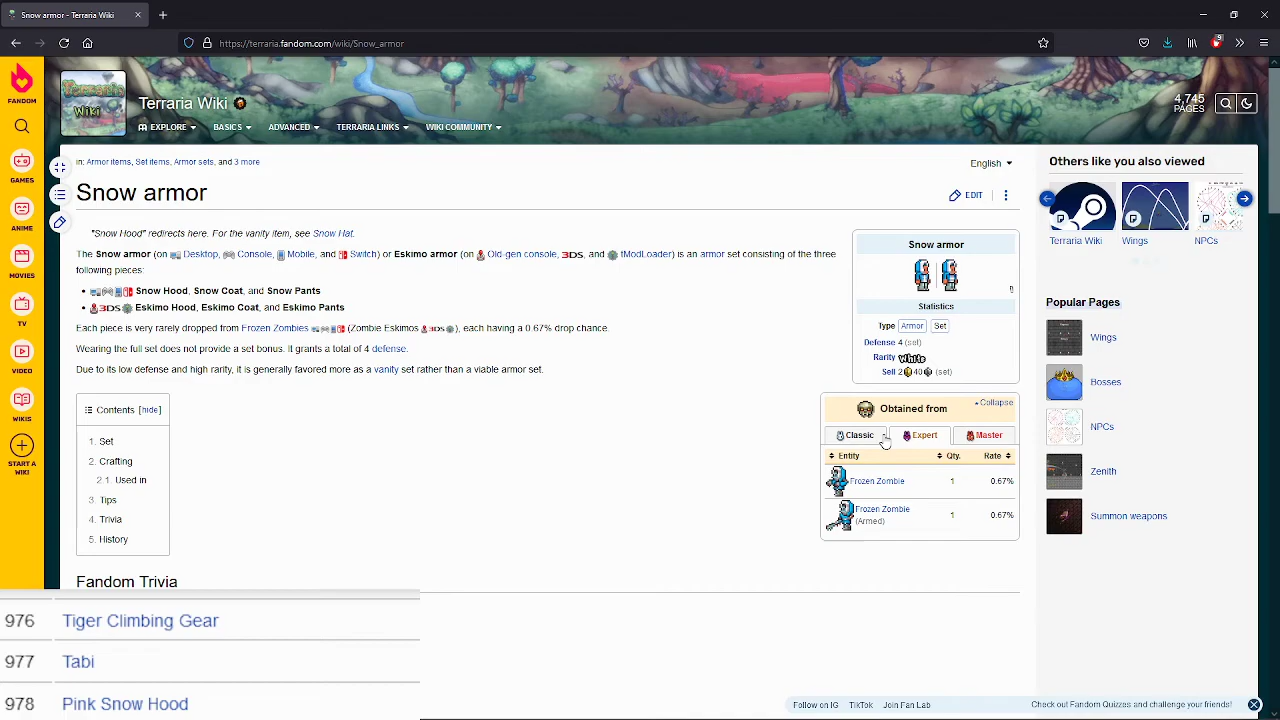 Snow armor - Terraria Wiki
https://terraria.fandom.com/wiki/Snow_armor
FANDOM
GAMES
ANIME
MOVIES
TV
VIDEO
WIKIS
START A
WIKI
Terraria Wiki
EXPLORE
BASICS
ADVANCED
TERRARIA LINKS
WIKI COMMUNITY
4,745
PAGES
in: Armor items, Set items, Armor sets, and 3 more
English
Snow armor
EDIT
"Snow Hood" redirects here. For the vanity item, see Snow Hat.
The Snow armor (on Desktop, Console, Mobile, and Switch) or Eskimo armor (on Old-gen console, 3DS, and tModLoader) is an armor set consisting of the three
following pieces:
• Snow Hood, Snow Coat, and Snow Pants
• 3DS Eskimo Hood, Eskimo Coat, and Eskimo Pants
Each piece is very rarely dropped from Frozen Zombies (Zombie Eskimos 3DS), each having a 0.67% drop chance.
Wearing the full set does not provide a set bonus. It grants a total of 4 defense.
Due to its low defense and high rarity, it is generally favored more as a vanity set rather than a viable armor set.
Contents [hide]
1. Set
2. Crafting
2.1. Used in
3. Tips
4. Trivia
5. History
Snow armor
Statistics
Type Armor Set
Defense 4 (set)
Rarity White
Sell 2 40 (set)
Obtained from
Collapse
Classic
Expert
Master
Entity Qty. Rate
Frozen Zombie 1 0.67%
Frozen Zombie 1 0.67%
(Armed)
Fandom Trivia
Others like you also viewed
Terraria Wiki
Wings
NPCs
Popular Pages
Wings
Bosses
NPCs
Zenith
Summon weapons
976 Tiger Climbing Gear
977 Tabi
978 Pink Snow Hood
Follow on IG TikTok Join Fan Lab
Check out Fandom Quizzes and challenge your friends!